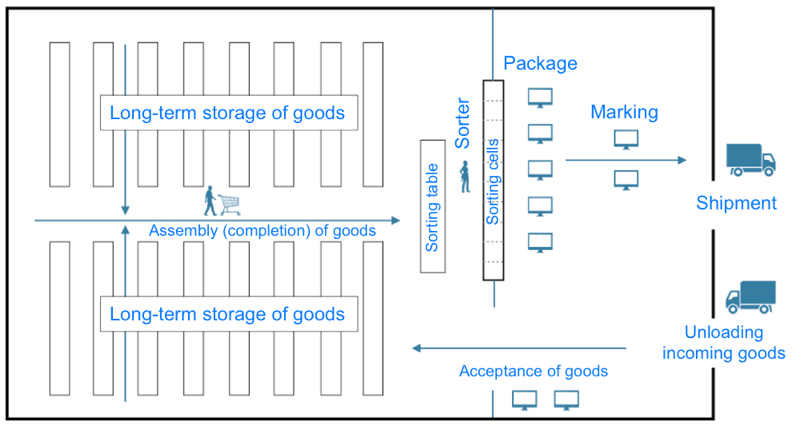 Package
Long-term storage of goods
Marking
Sorter
Sorting cells
Sorting table
Shipment
Assembly (completion) of goods
Long-term storage of goods
Unloading
incoming goods
Acceptance of goods